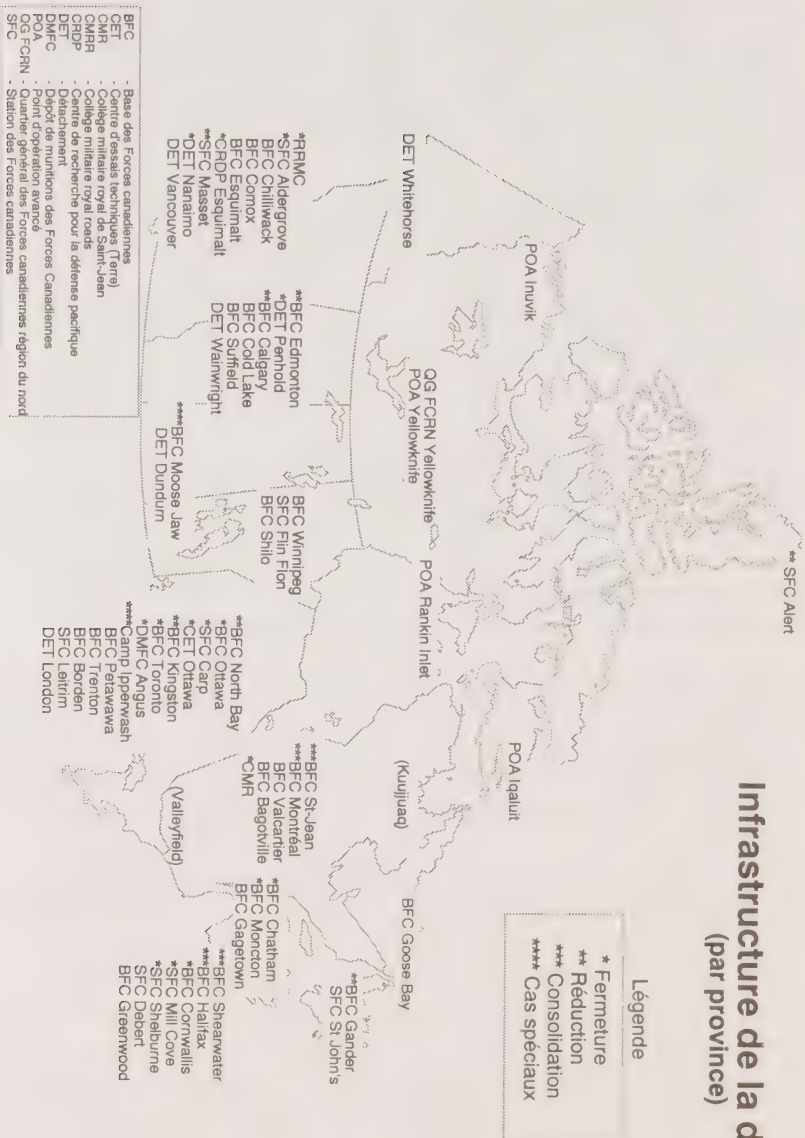 Infrastructure de la d
(par province)
Légende
* Fermeture
** Réduction
*** Consolidation
**** Cas spéciaux
** SFC Alert
POA Inuvik
DET Whitehorse
QG FCRN Yellowknife
POA Yellowknife
POA Rankin Inlet
POA Iqaluit
(Kuujjuaq)
BFC Goose Bay
*RRMC
*SFC Aldergrove
BFC Chilliwack
BFC Comox
BFC Esquimalt
*CRDP Esquimalt
**SFC Masset
*DET Nanaimo
DET Vancouver
**BFC Edmonton
*DET Penhold
**BFC Calgary
BFC Cold Lake
BFC Suffield
DET Wainwright
****BFC Moose Jaw
DET Dundurn
BFC Winnipeg
SFC Flin Flon
BFC Shilo
**BFC North Bay
*BFC Ottawa
*SFC Carp
*CET Ottawa
**BFC Kingston
*BFC Toronto
*DMFC Angus
****Camp Ipperwash
BFC Petawawa
BFC Trenton
BFC Borden
SFC Leitrim
DET London
***BFC St-Jean
***BFC Montréal
BFC Valcartier
BFC Bagotville
*CMR
(Valleyfield)
*BFC Chatham
*BFC Moncton
BFC Gagetown
**BFC Gander
SFC St John's
***BFC Shearwater
***BFC Halifax
*BFC Cornwallis
*SFC Mill Cove
*SFC Shelburne
SFC Debert
BFC Greenwood
BFC - Base des Forces canadiennes
CET - Centre d'essais techniques (Terre)
CMR - Collège militaire royal de Saint-Jean
CMRR - Collège militaire royal roads
CRDP - Centre de recherche pour la défense pacifique
DET - Détachement
DMFC - Dépôt de munitions des Forces Canadiennes
POA - Point d'opération avancé
QG FCRN - Quartier général des Forces canadiennes région du nord
SFC - Station des Forces canadiennes